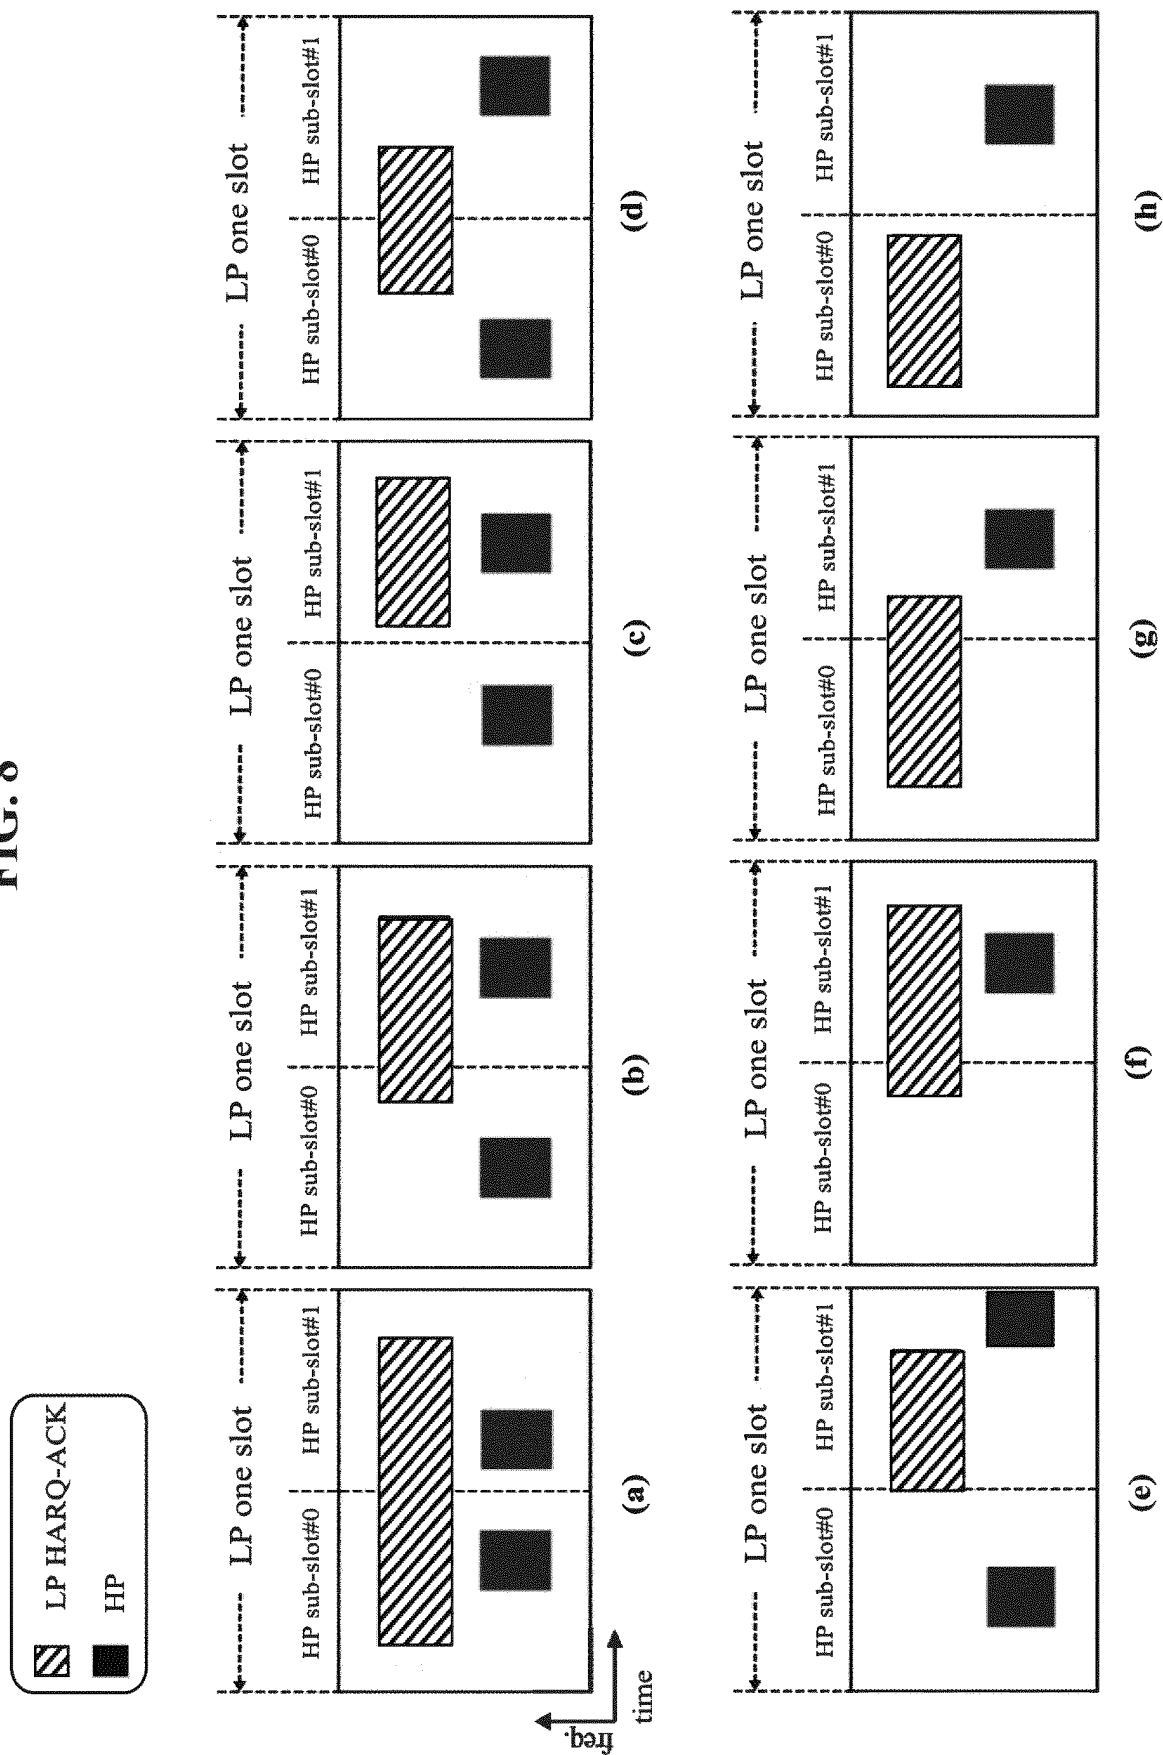 FIG. 8
LP HARQ-ACK
HP
LP one slot
HP sub-slot#0 HP sub-slot#1
(a)
LP one slot
HP sub-slot#0 HP sub-slot#1
(b)
LP one slot
HP sub-slot#0 HP sub-slot#1
(c)
LP one slot
HP sub-slot#0 HP sub-slot#1
(d)
freq.
time
LP one slot
HP sub-slot#0 HP sub-slot#1
(e)
LP one slot
HP sub-slot#0 HP sub-slot#1
(f)
LP one slot
HP sub-slot#0 HP sub-slot#1
(g)
LP one slot
HP sub-slot#0 HP sub-slot#1
(h)